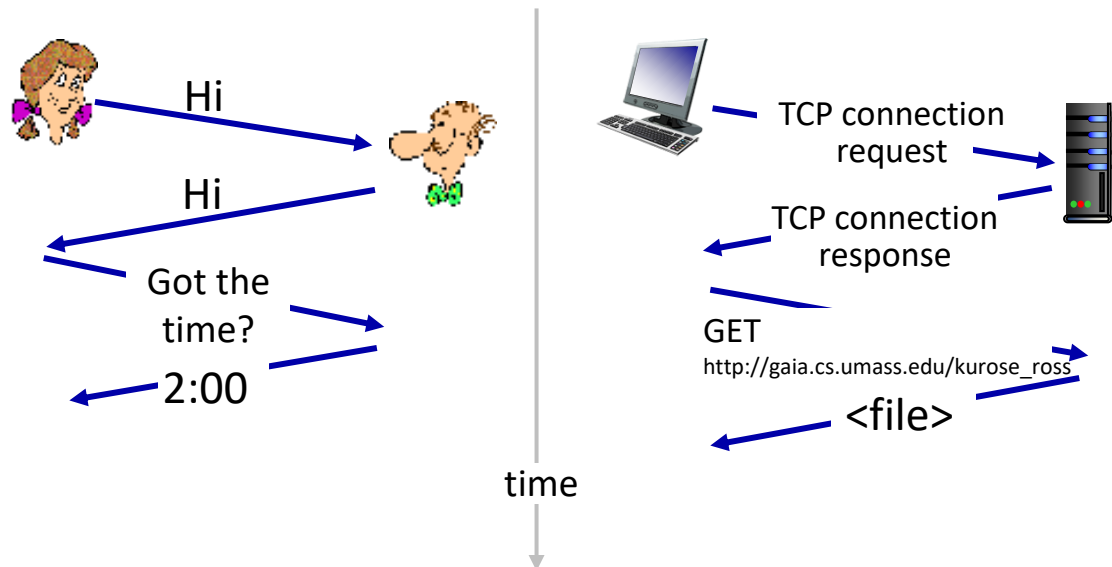 Hi
Hi
Got the
time?
2:00
TCP connection
request
TCP connection
response
GET
http://gaia.cs.umass.edu/kurose_ross
<file>
time